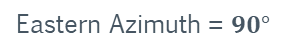 Eastern Azimuth = 90°